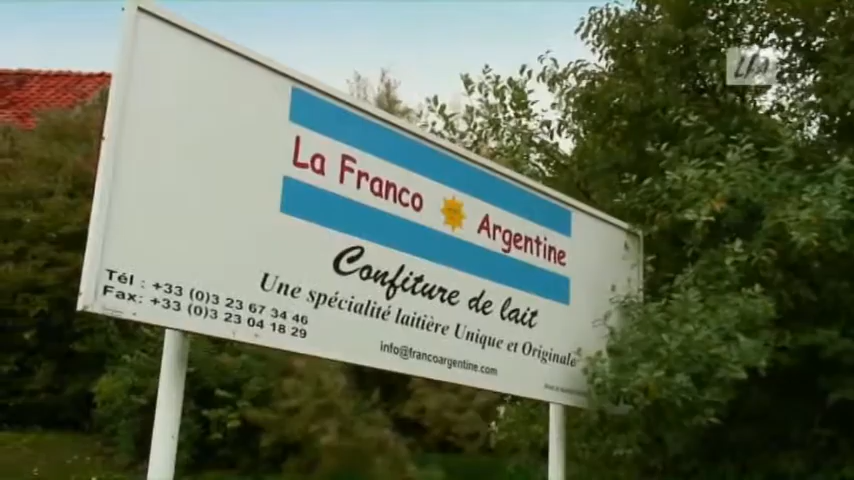 La Franco Argentine
Confiture de lait
Une spécialité laitière Unique et Originale
Tél : +33 (0)3 23 67 34 46
Fax: +33 (0)3 23 04 18 29
info@francoargentine.com